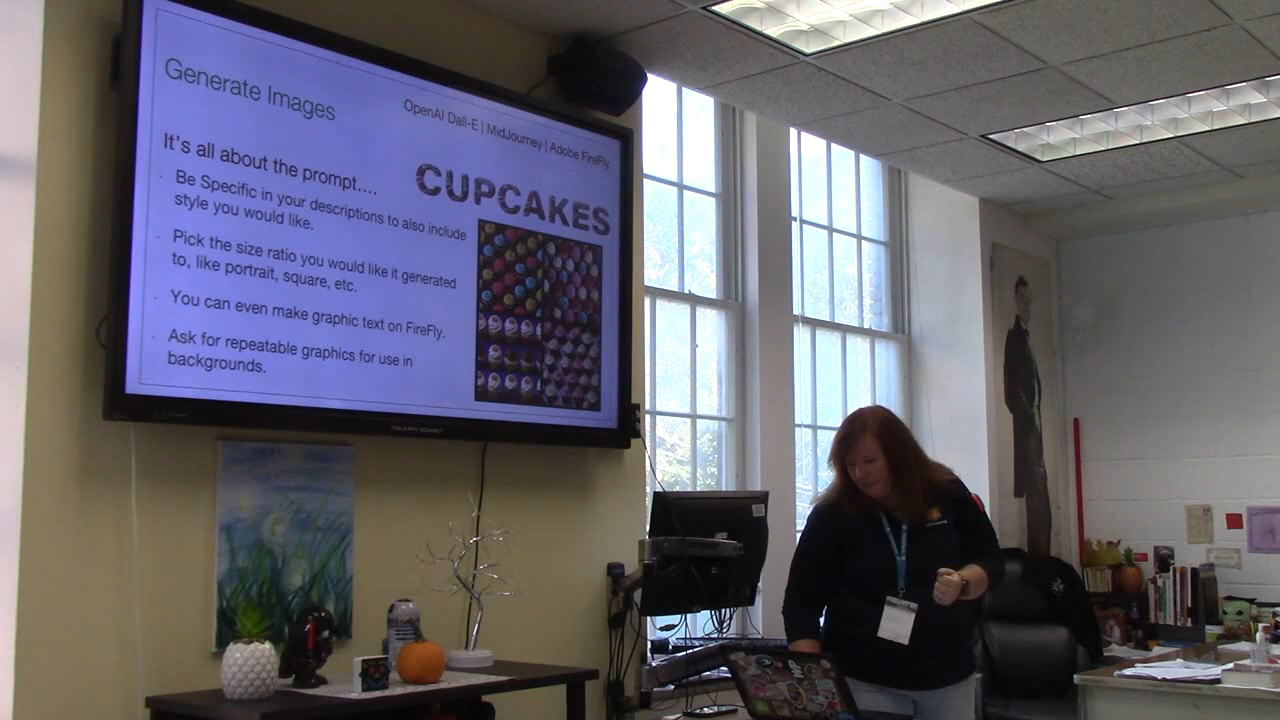 Generate Images
OpenAI Dall-E | MidJourney | Adobe FireFly
It's all about the prompt....
CUPCAKES
Be Specific in your descriptions to also include
style you would like.
Pick the size ratio you would like it generated
to, like portrait, square, etc.
You can even make graphic text on FireFly.
Ask for repeatable graphics for use in
backgrounds.
TRIUMPH BOARD